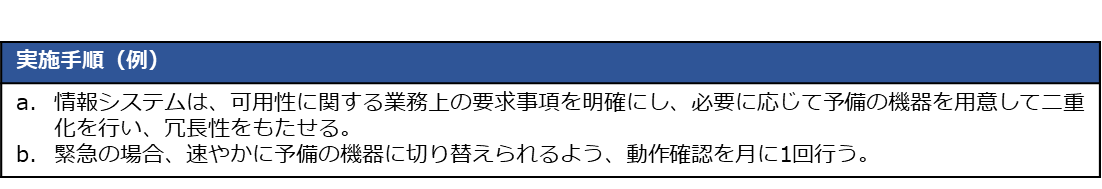 実施手順（例）
a. 情報システムは、可用性に関する業務上の要求事項を明確にし、必要に応じて予備の機器を用意して二重
化を行い、冗長性をもたせる。
b. 緊急の場合、速やかに予備の機器に切り替えられるよう、動作確認を月に1回行う。